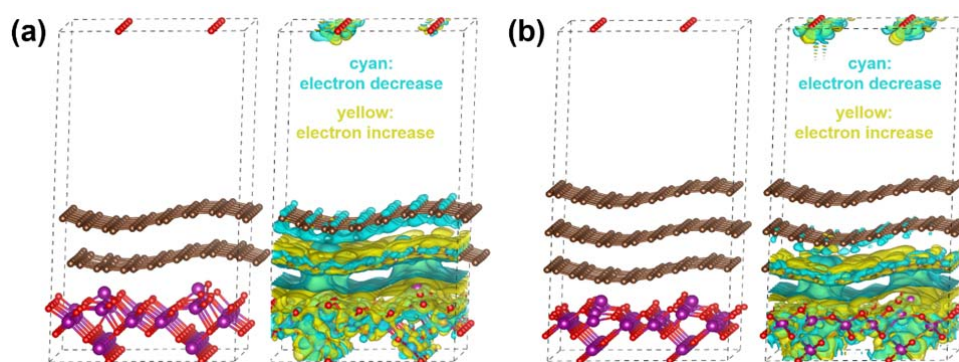 (a)
cyan:
electron decrease
yellow:
electron increase
(b)
cyan:
electron decrease
yellow:
electron increase